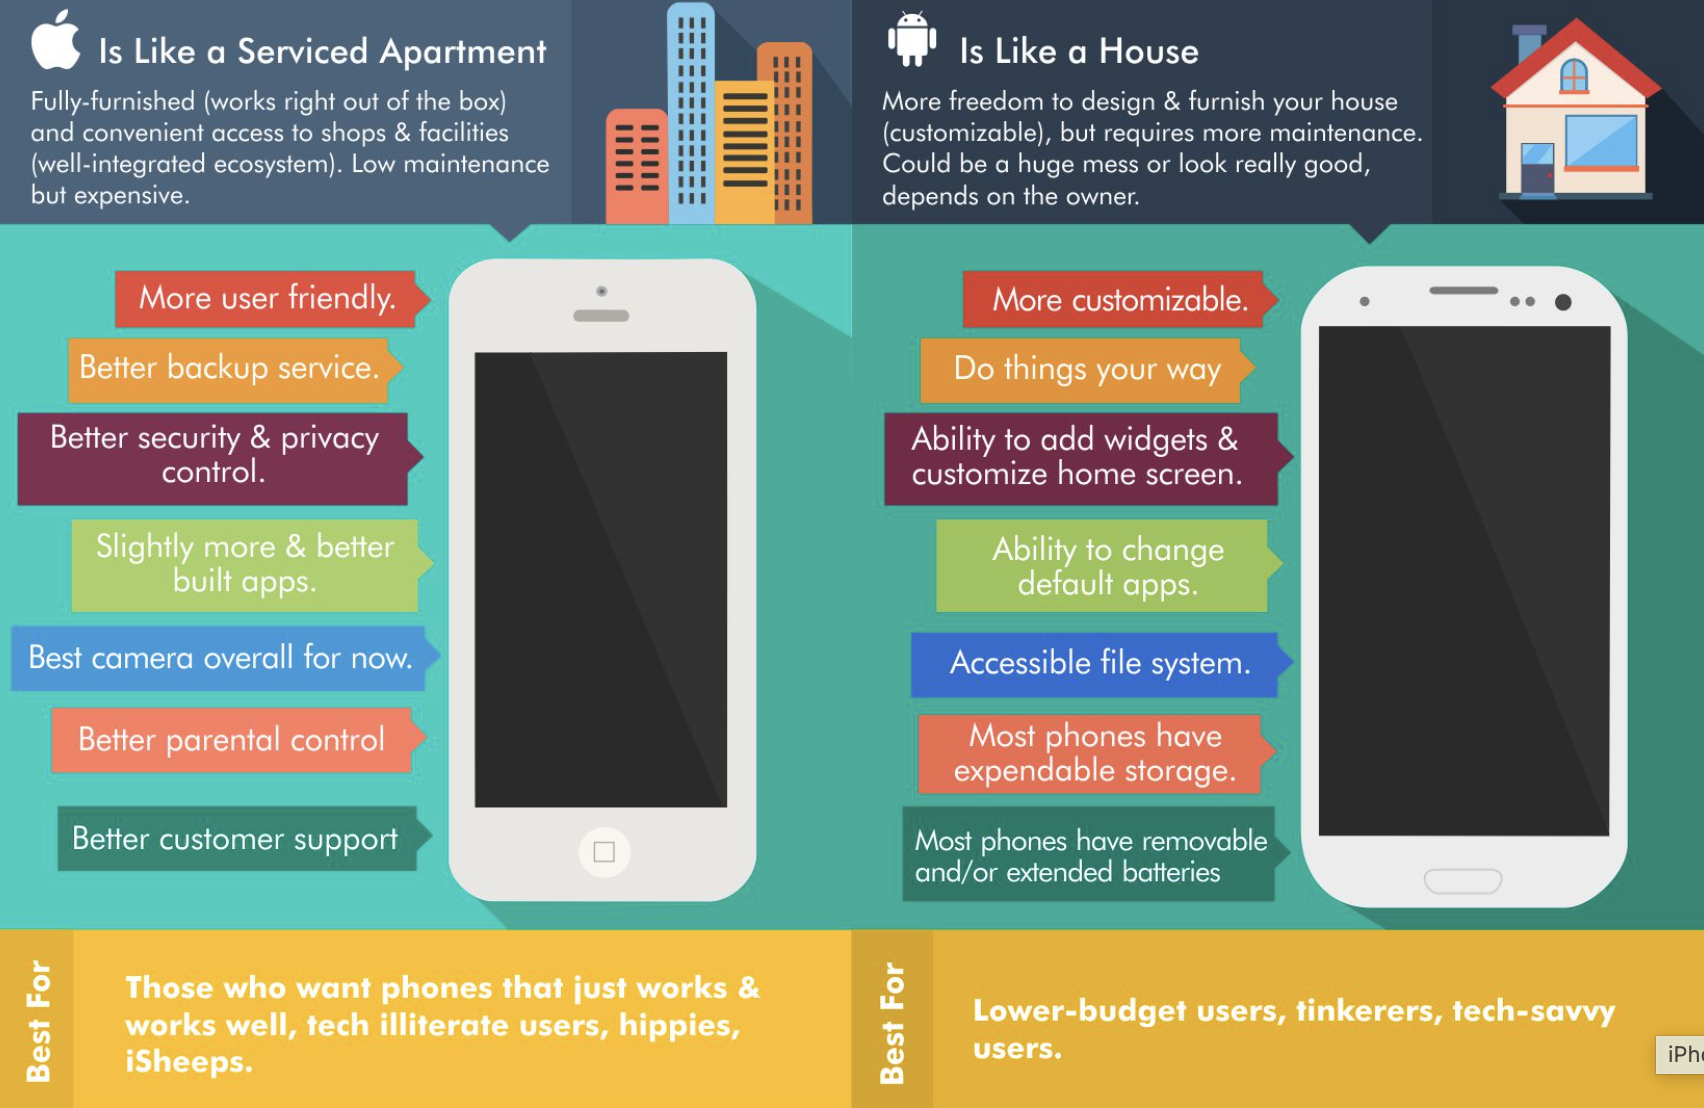 Is Like a Serviced Apartment
Fully-furnished (works right out of the box)
and convenient access to shops & facilities
(well-integrated ecosystem). Low maintenance
but expensive.
More user friendly.
Better backup service.
Better security & privacy
control.
Slightly more & better
built apps.
Best camera overall for now.
Better parental control
Better customer support
Best For
Those who want phones that just works &
works well, tech illiterate users, hippies,
iSheeps.
Is Like a House
More freedom to design & furnish your house
(customizable), but requires more maintenance.
Could be a huge mess or look really good,
depends on the owner.
More customizable.
Do things your way
Ability to add widgets &
customize home screen.
Ability to change
default apps.
Accessible file system.
Most phones have
expendable storage.
Most phones have removable
and/or extended batteries
Best For
Lower-budget users, tinkerers, tech-savvy
users.